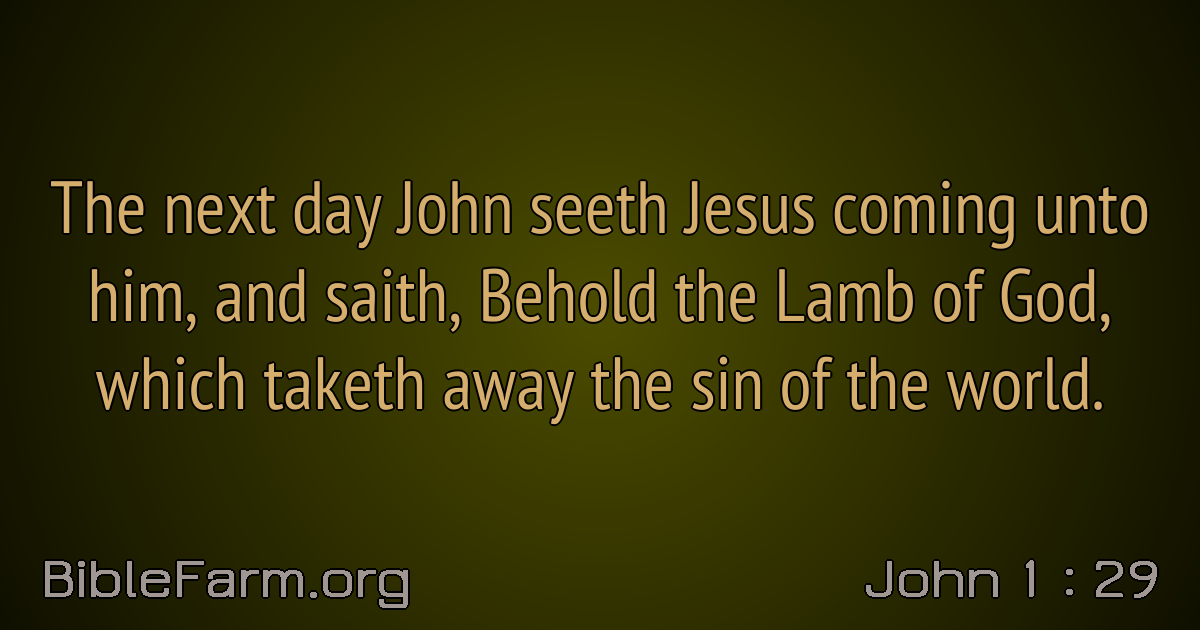 The next day John seeth Jesus coming unto
him, and saith, Behold the Lamb of God,
which taketh away the sin of the world.
BibleFarm.org
John 1 : 29